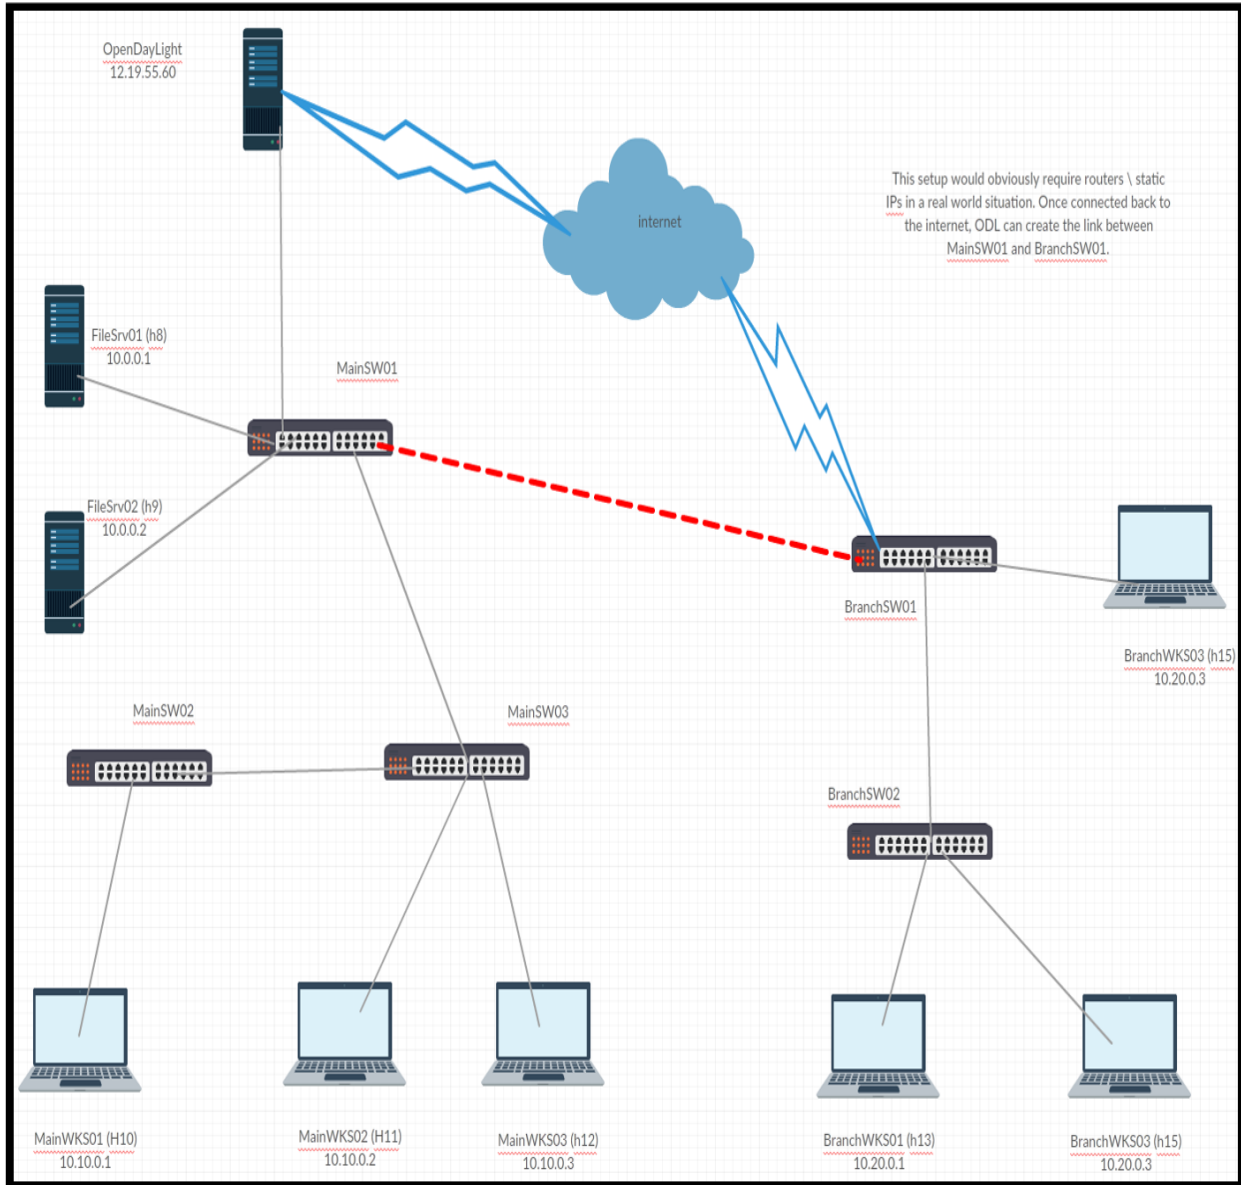 OpenDayLight
12.19.55.60
internet
This setup would obviously require routers \ static
IPs in a real world situation. Once connected back to
the internet, ODL can create the link between
MainSW01 and BranchSW01.
FileSrv01 (h8)
10.0.0.1
MainSW01
FileSrv02 (h9)
10.0.0.2
BranchSW01
BranchWKS03 (h15)
10.20.0.3
MainSW02
MainSW03
BranchSW02
MainWKS01 (H10)
10.10.0.1
MainWKS02 (H11)
10.10.0.2
MainWKS03 (h12)
10.10.0.3
BranchWKS01 (h13)
10.20.0.1
BranchWKS03 (h15)
10.20.0.3